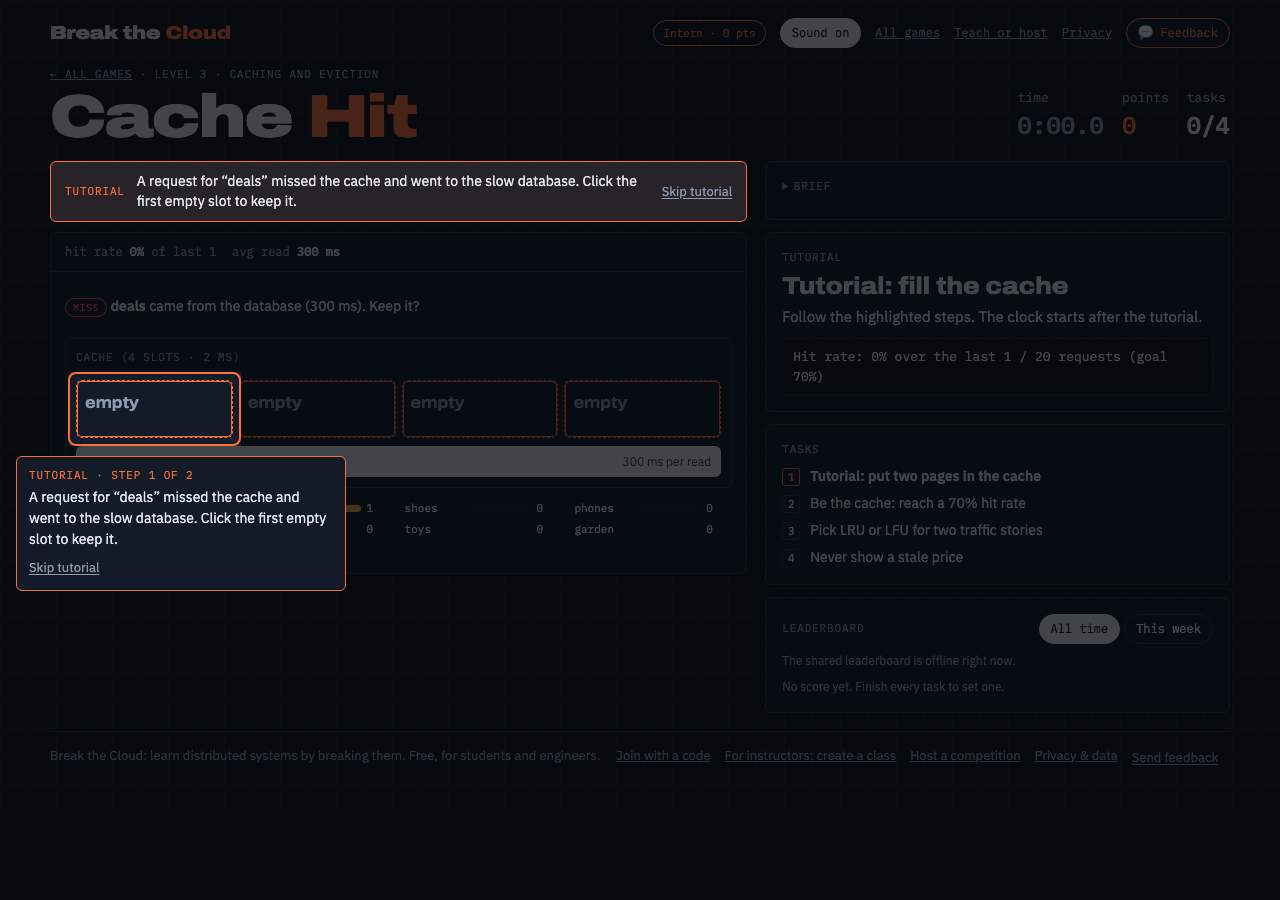 Break the Cloud
Intern · 0 pts
Sound on
All games
Teach or host
Privacy
💬 Feedback
← ALL GAMES · LEVEL 3 · CACHING AND EVICTION
Cache Hit
time
0:00.0
points
0
tasks
0/4
TUTORIAL
A request for “deals” missed the cache and went to the slow database. Click the
first empty slot to keep it.
Skip tutorial
hit rate 0% of last 1 avg read 300 ms
MISS deals came from the database (300 ms). Keep it?
CACHE (4 SLOTS · 2 MS)
empty
empty
empty
empty
300 ms per read
1
shoes 0
phones 0
0
toys 0
garden 0
TUTORIAL · STEP 1 OF 2
A request for “deals” missed the cache and
went to the slow database. Click the first empty
slot to keep it.
Skip tutorial
▶ BRIEF
TUTORIAL
Tutorial: fill the cache
Follow the highlighted steps. The clock starts after the tutorial.
Hit rate: 0% over the last 1 / 20 requests (goal
70%)
TASKS
1 Tutorial: put two pages in the cache
2 Be the cache: reach a 70% hit rate
3 Pick LRU or LFU for two traffic stories
4 Never show a stale price
LEADERBOARD
All time
This week
The shared leaderboard is offline right now.
No score yet. Finish every task to set one.
Break the Cloud: learn distributed systems by breaking them. Free, for students and engineers.
Join with a code
For instructors: create a class
Host a competition
Privacy & data
Send feedback